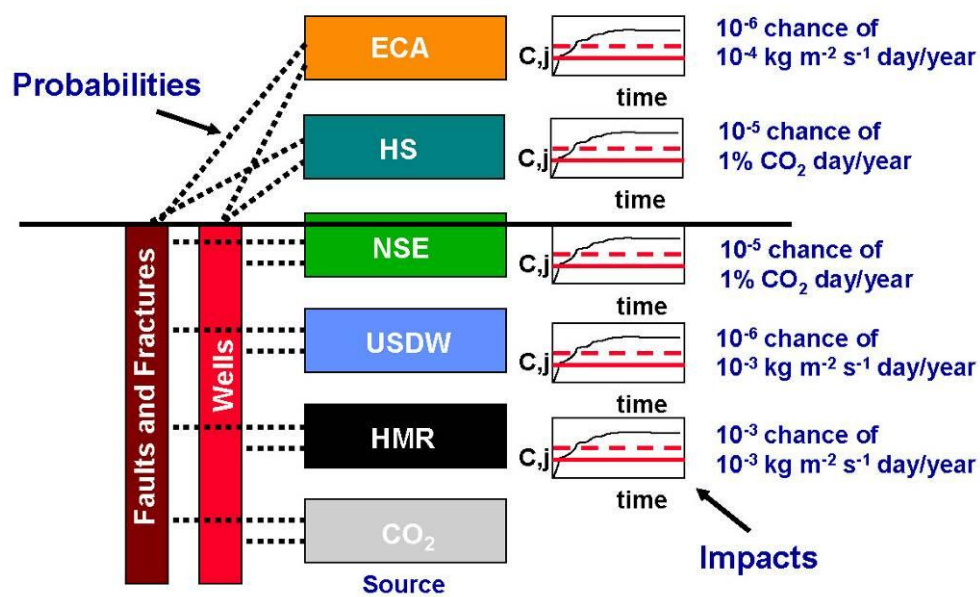 Probabilities
Faults and Fractures
Wells
ECA
C,j
time
10⁻⁶ chance of
10⁻⁴ kg m⁻² s⁻¹ day/year
HS
C,j
time
10⁻⁵ chance of
1% CO₂ day/year
NSE
C,j
time
10⁻⁵ chance of
1% CO₂ day/year
USDW
C,j
time
10⁻⁶ chance of
10⁻³ kg m⁻² s⁻¹ day/year
HMR
C,j
time
10⁻³ chance of
10⁻³ kg m⁻² s⁻¹ day/year
CO₂
Source
Impacts